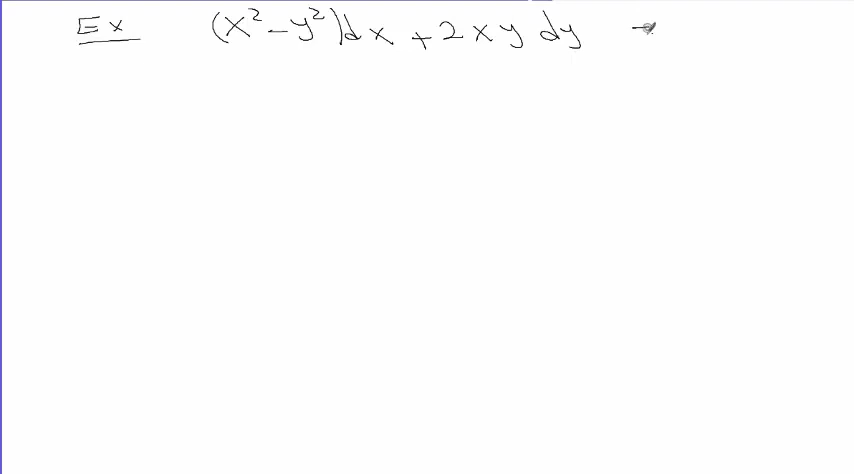 Ex (x² - y²)dx + 2xy dy